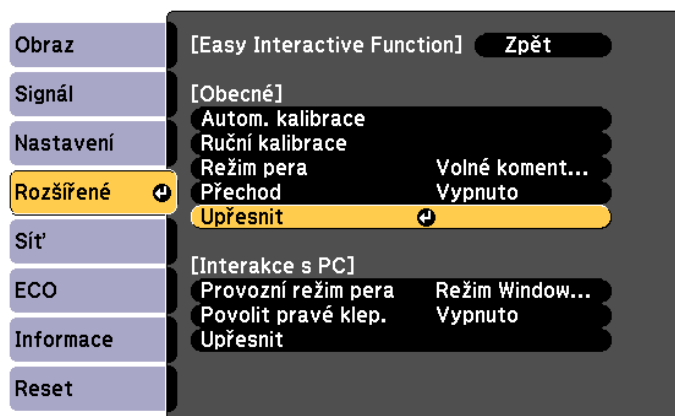 Obraz
Signál
Nastavení
Rozšířené
Síť
ECO
Informace
Reset
[Easy Interactive Function] Zpět
[Obecné]
Autom. kalibrace
Ruční kalibrace
Režim pera Volné koment...
Přechod Vypnuto
Upřesnit
[Interakce s PC]
Provozní režim pera Režim Window...
Povolit pravé klep. Vypnuto
Upřesnit